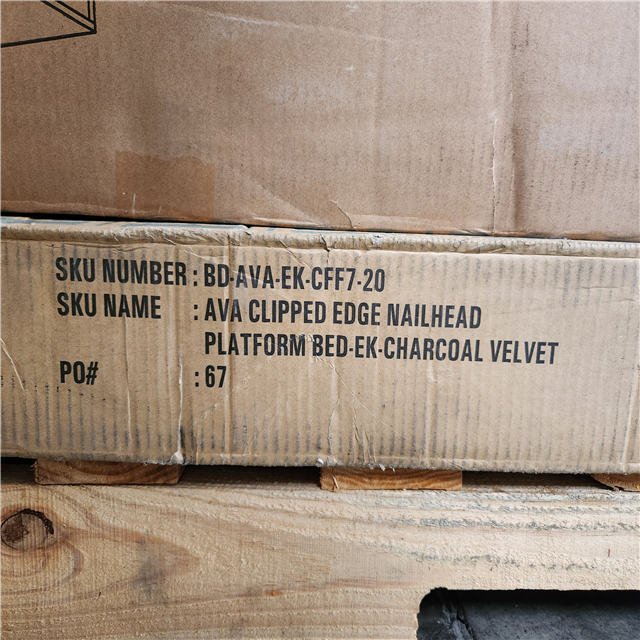 SKU NUMBER : BD-AVA-EK-CFF7-20
SKU NAME : AVA CLIPPED EDGE NAILHEAD
PLATFORM BED-EK-CHARCOAL VELVET
PO# : 67